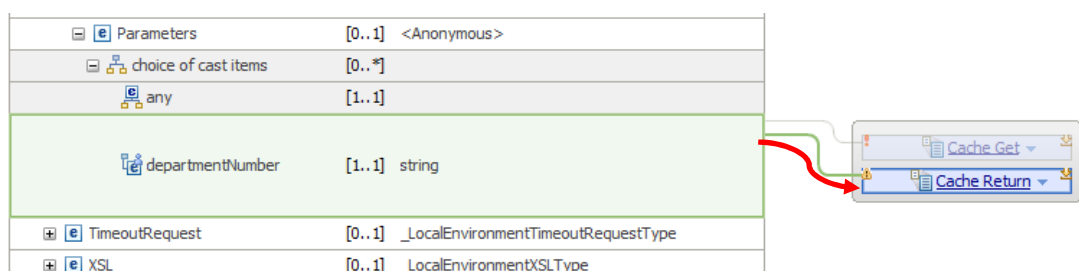 Parameters [0..1] <Anonymous>
choice of cast items [0..*]
any [1..1]
Cache Get
departmentNumber [1..1] string
Cache Return
TimeoutRequest [0..1] _LocalEnvironmentTimeoutRequestType
XSL [0..1] _LocalEnvironmentXSLType